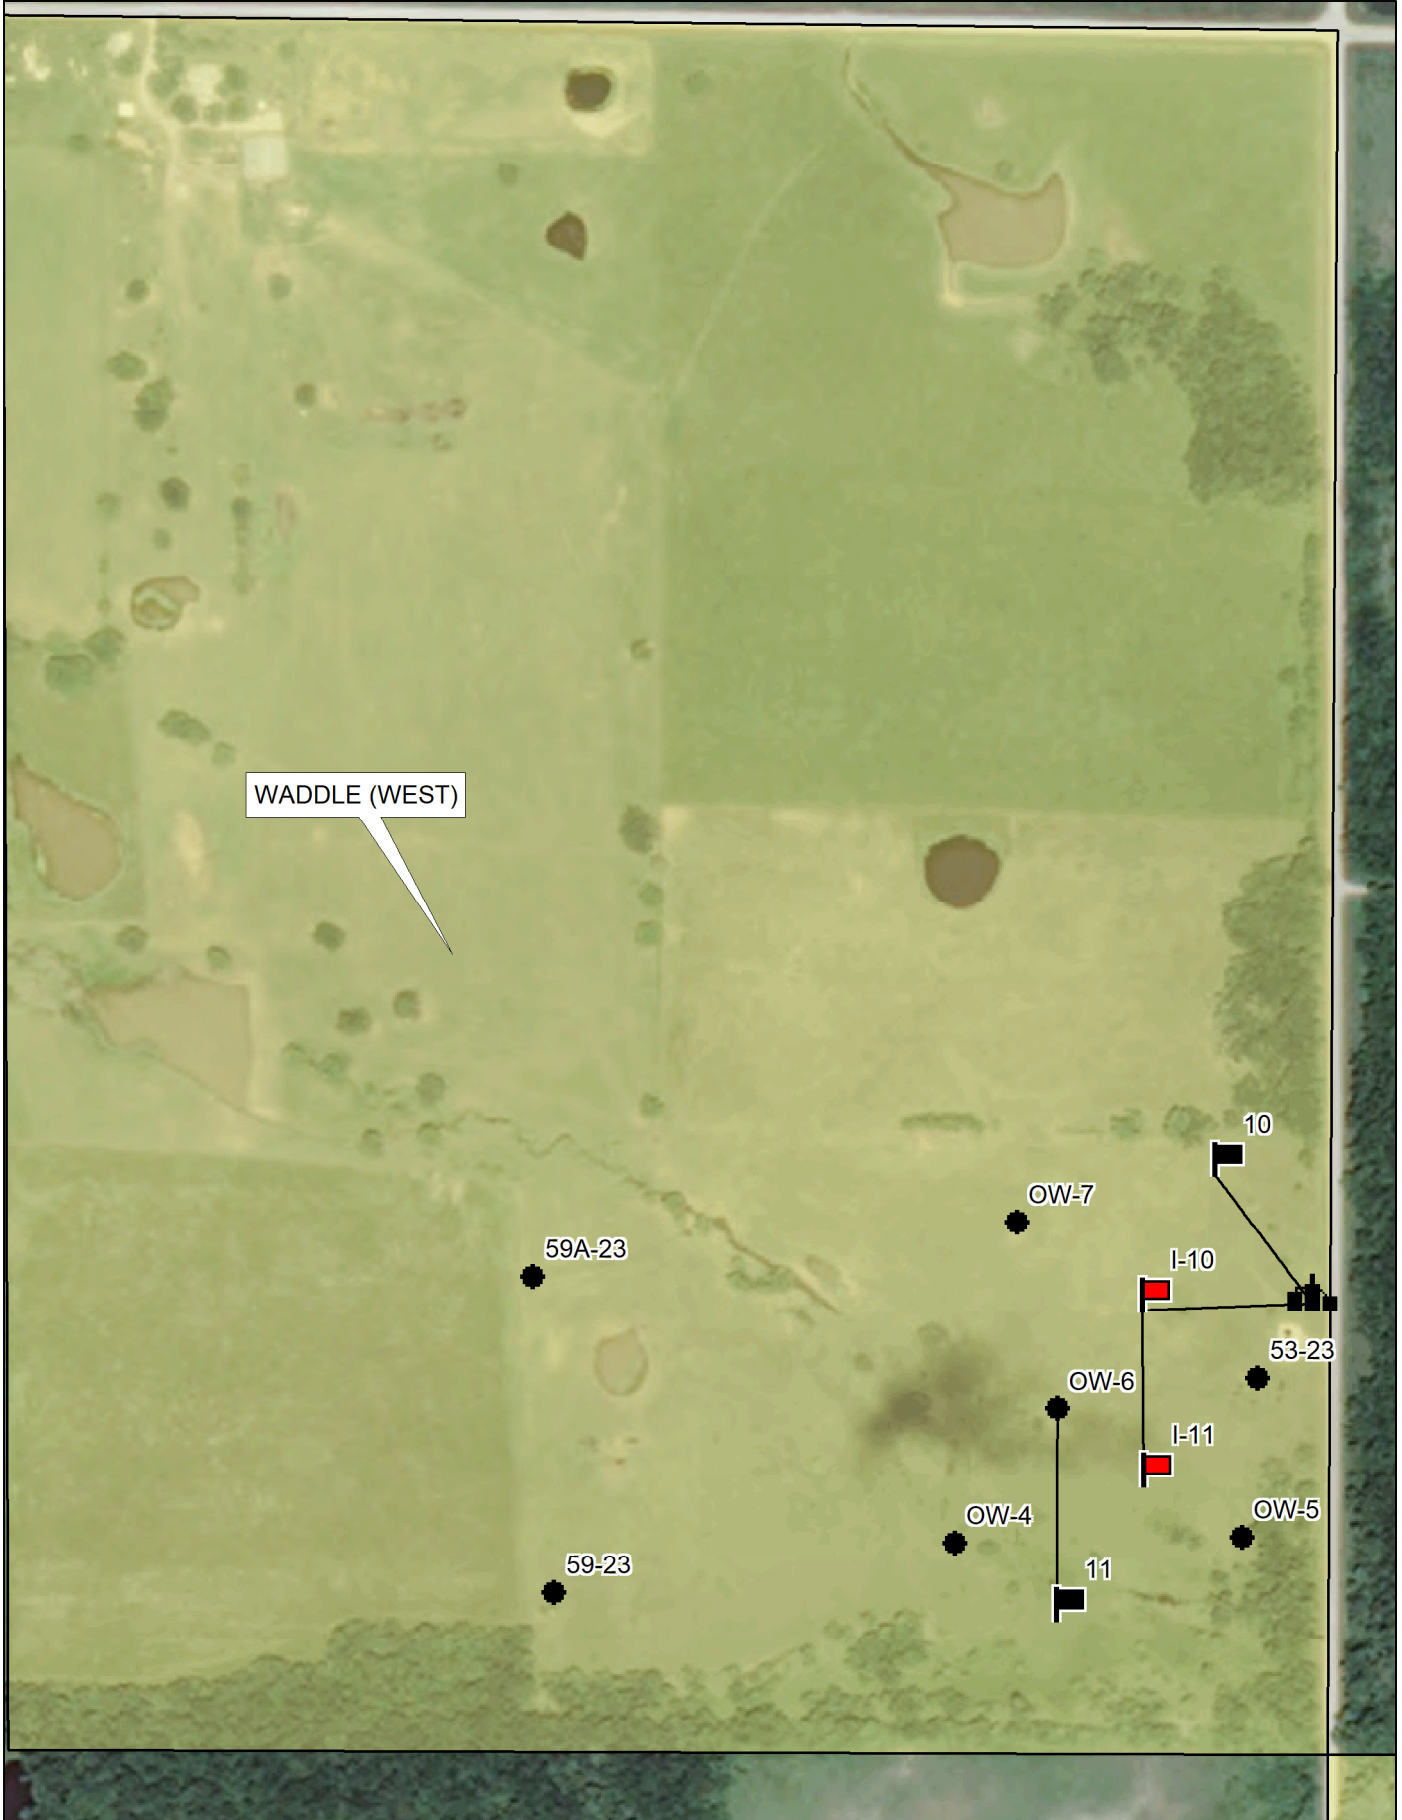 WADDLE (WEST)
10
OW-7
59A-23
I-10
53-23
OW-6
I-11
OW-4
OW-5
59-23
11